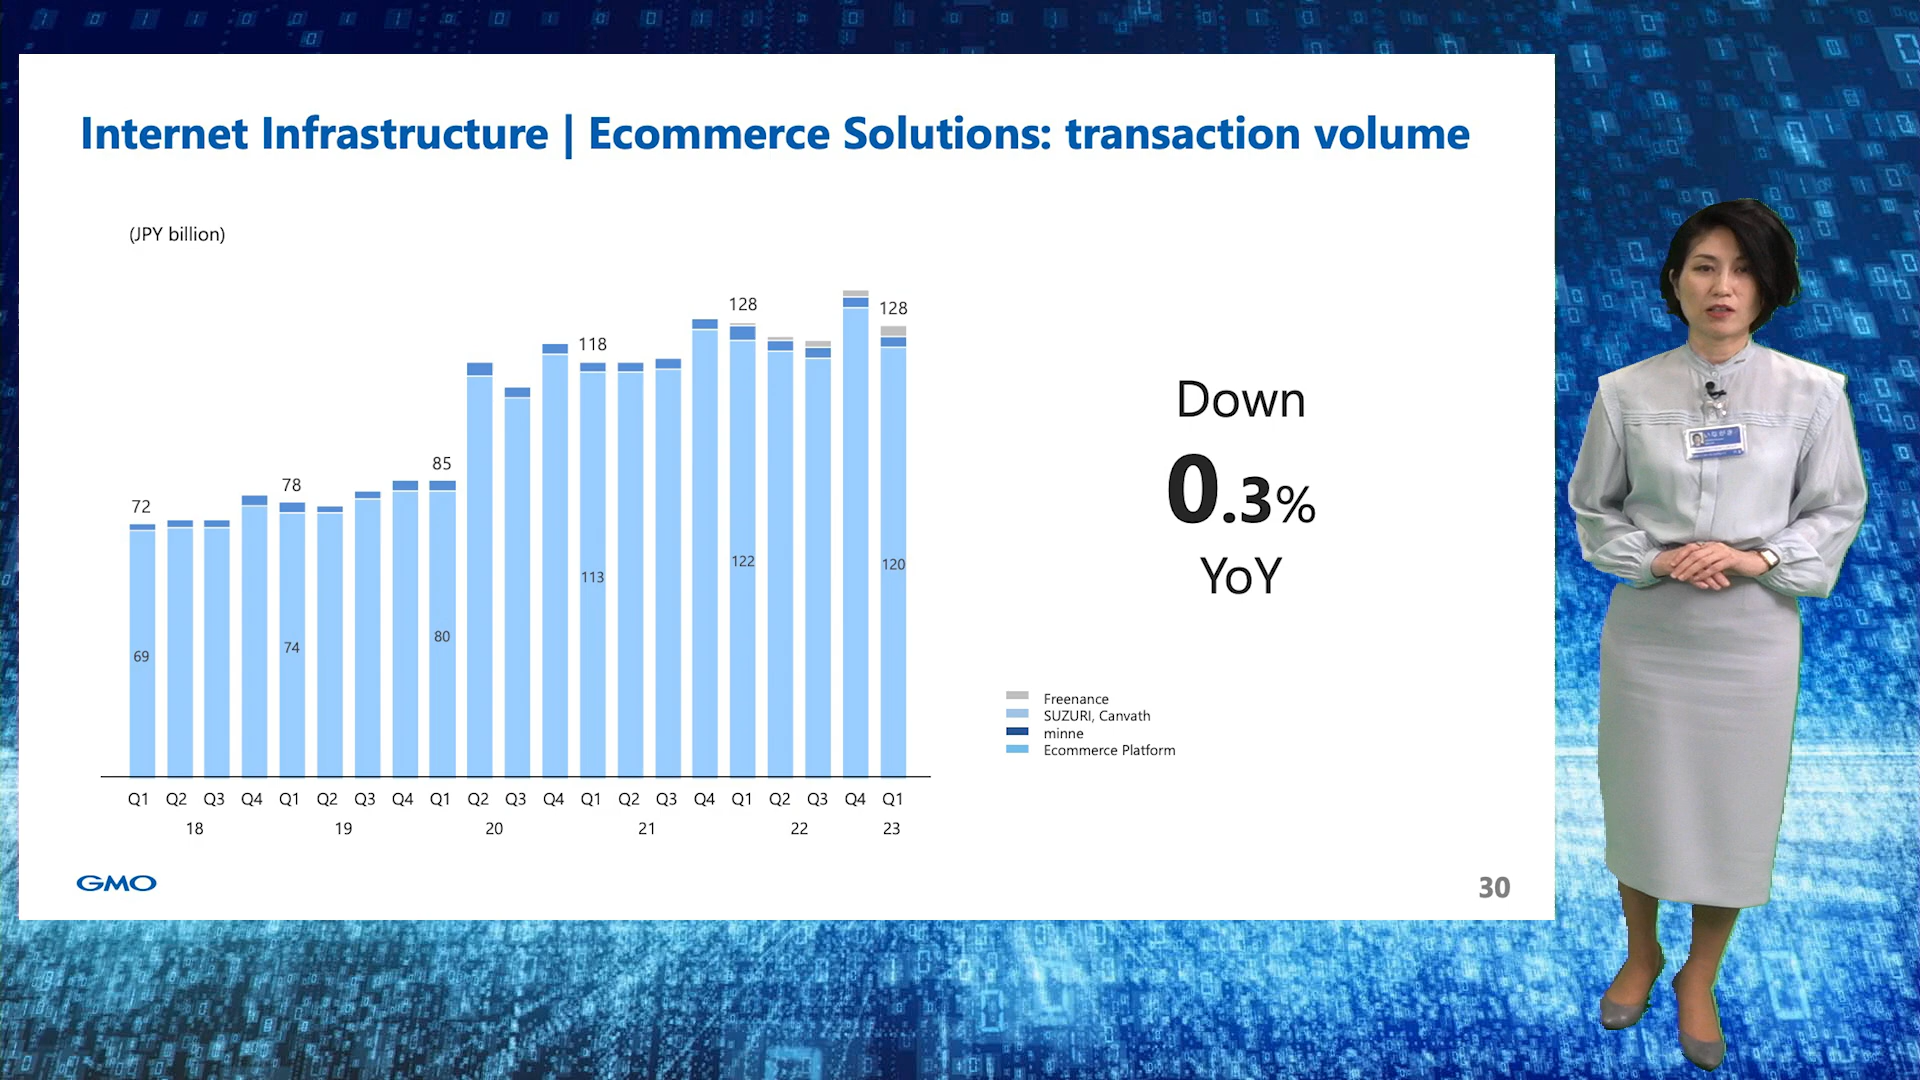 Internet Infrastructure | Ecommerce Solutions: transaction volume
(JPY billion)
72
78
85
118
128
128
69
74
80
113
122
120
Q1 Q2 Q3 Q4 Q1 Q2 Q3 Q4 Q1 Q2 Q3 Q4 Q1 Q2 Q3 Q4 Q1 Q2 Q3 Q4 Q1
18 19 20 21 22 23
Down
0.3%
YoY
Freenance
SUZURI, Canvath
minne
Ecommerce Platform
GMO
30